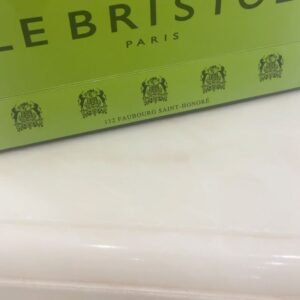 LE BRISTOL
PARIS
112 FAUBOURG SAINT-HONORÉ